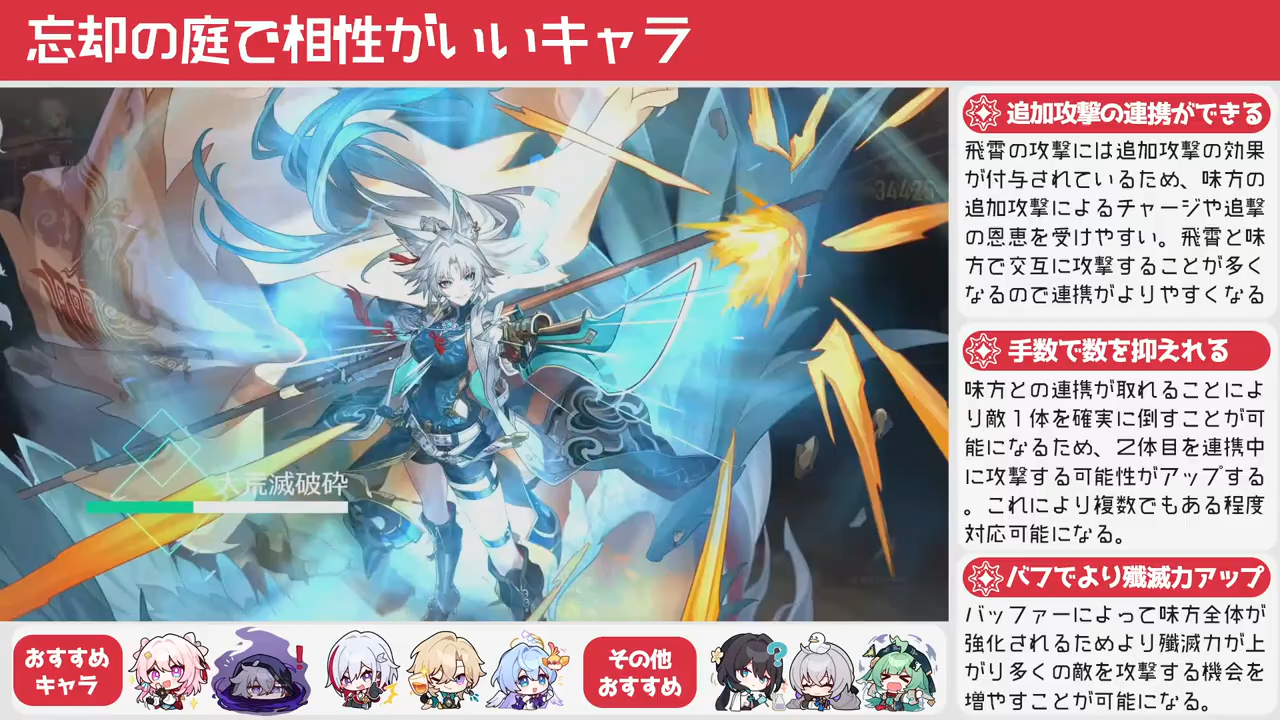 忘却の庭で相性がいいキャラ
34425
大荒滅破砕
追加攻撃の連携ができる
飛霄の攻撃には追加攻撃の効果
が付与されているため、味方の
追加攻撃によるチャージや追撃
の恩恵を受けやすい。飛霄と味
方で交互に攻撃することが多く
なるので連携がよりやすくなる
手数で数を抑えれる
味方との連携が取れることによ
り敵1体を確実に倒すことが可
能になるため、2体目を連携中
に攻撃する可能性がアップする
。これにより複数でもある程度
対応可能になる。
バフでより殲滅力アップ
バッファーによって味方全体が
強化されるためより殲滅力が上
がり多くの敵を攻撃する機会を
増やすことが可能になる。
おすすめ
キャラ
その他
おすすめ